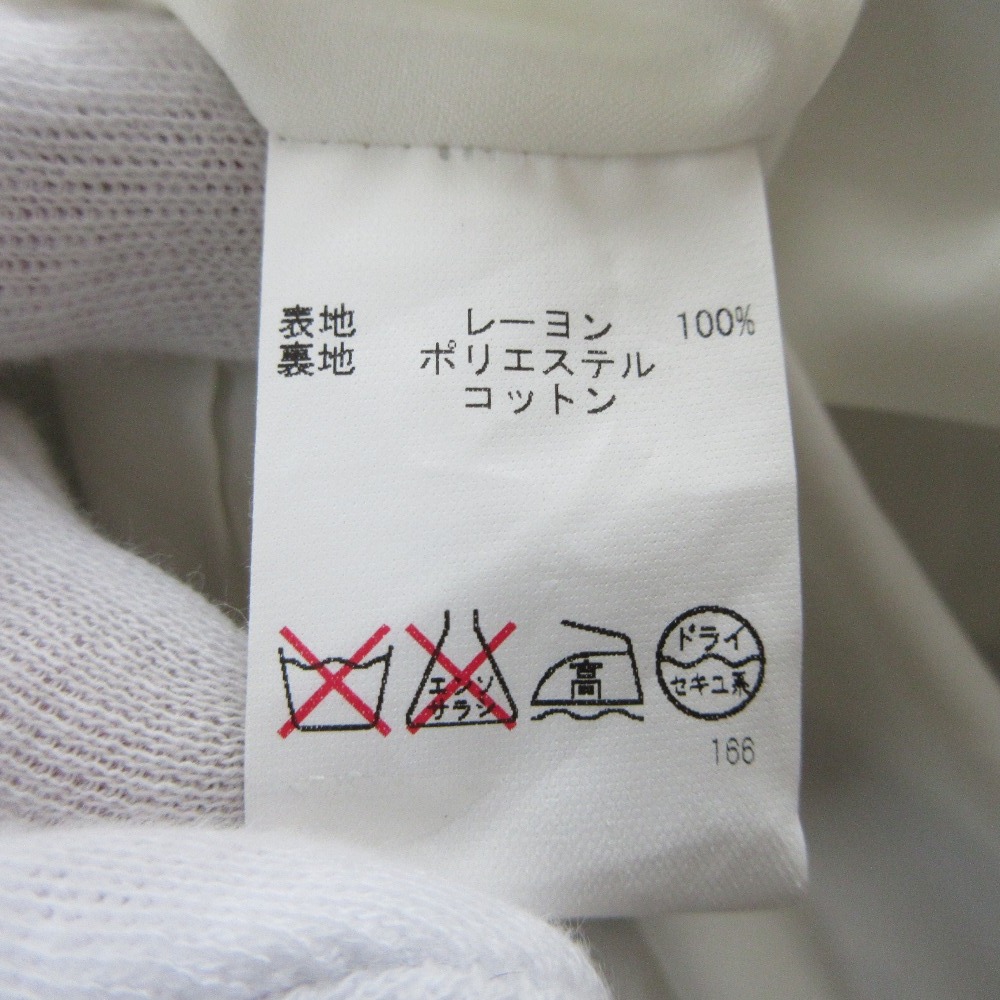 表地 レーヨン 100%
裏地 ポリエステル
コットン
エンソ
サラシ
高
ドライ
セキユ系
166